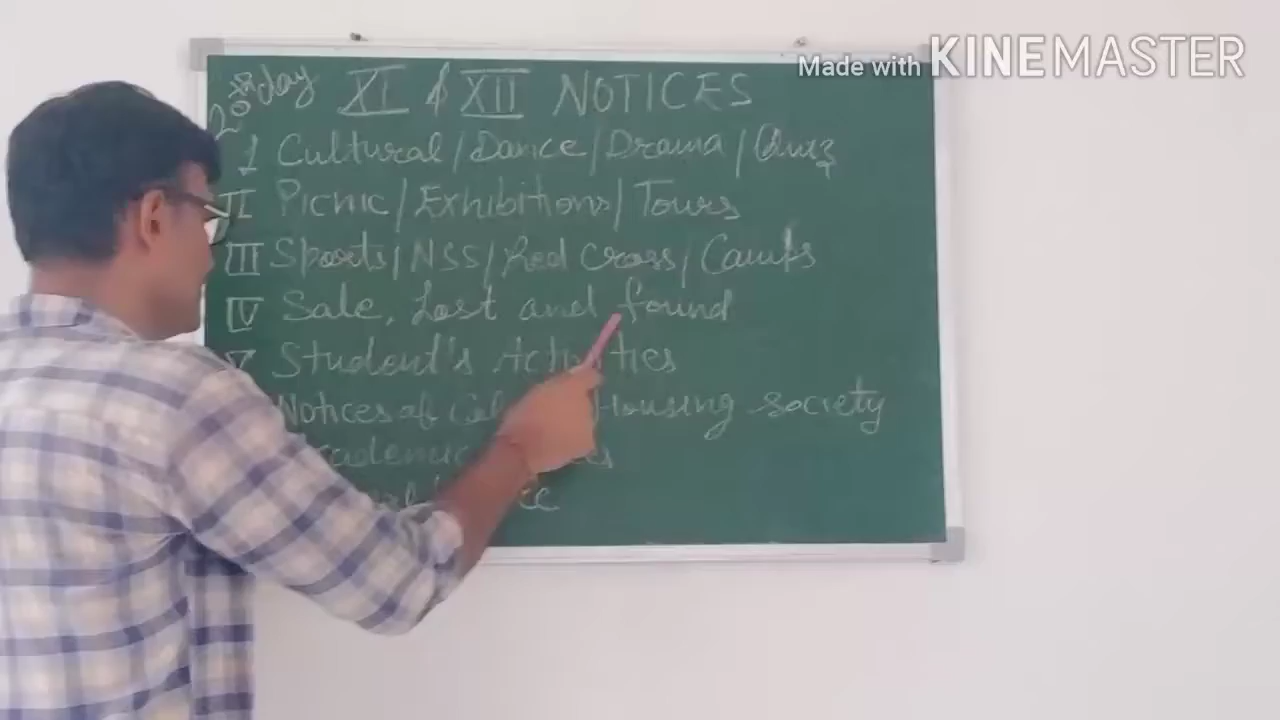 Made with KINEMASTER
20th day XI & XII NOTICES
I Cultural/Dance/Drama/Quiz
II Picnic/Exhibitions/Tours
III Sports/NSS/Red Cross/Camps
IV Sale, Lost and found
V Student's Activities
Notices of Housing society